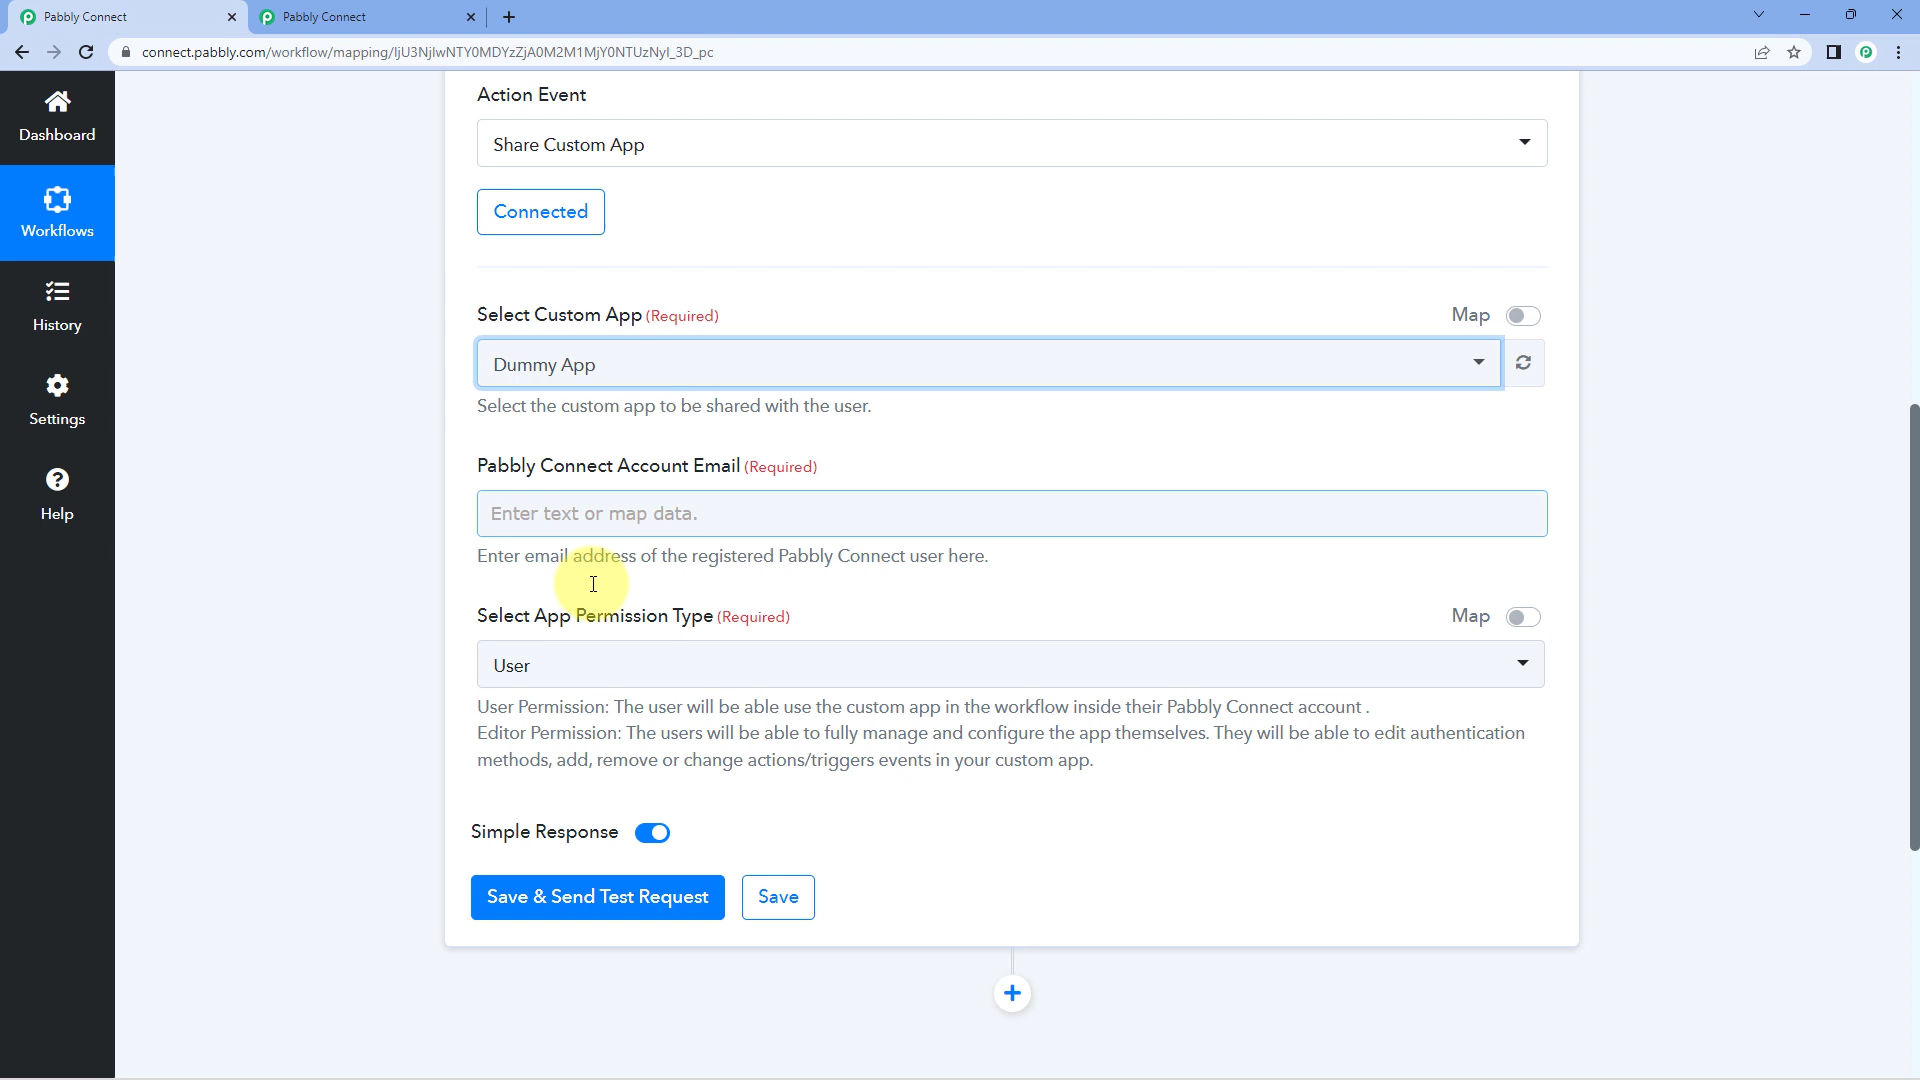 Pabbly Connect
Pabbly Connect
connect.pabbly.com/workflow/mapping/IjU3NjIwNTY0MDYzZjA0M2M1MjY0NTUzNyI_3D_pc
Dashboard
Workflows
History
Settings
Help
Action Event
Share Custom App
Connected
Select Custom App (Required)
Map
Dummy App
Select the custom app to be shared with the user.
Pabbly Connect Account Email (Required)
Enter text or map data.
Enter email address of the registered Pabbly Connect user here.
Select App Permission Type (Required)
Map
User
User Permission: The user will be able use the custom app in the workflow inside their Pabbly Connect account .
Editor Permission: The users will be able to fully manage and configure the app themselves. They will be able to edit authentication
methods, add, remove or change actions/triggers events in your custom app.
Simple Response
Save & Send Test Request
Save